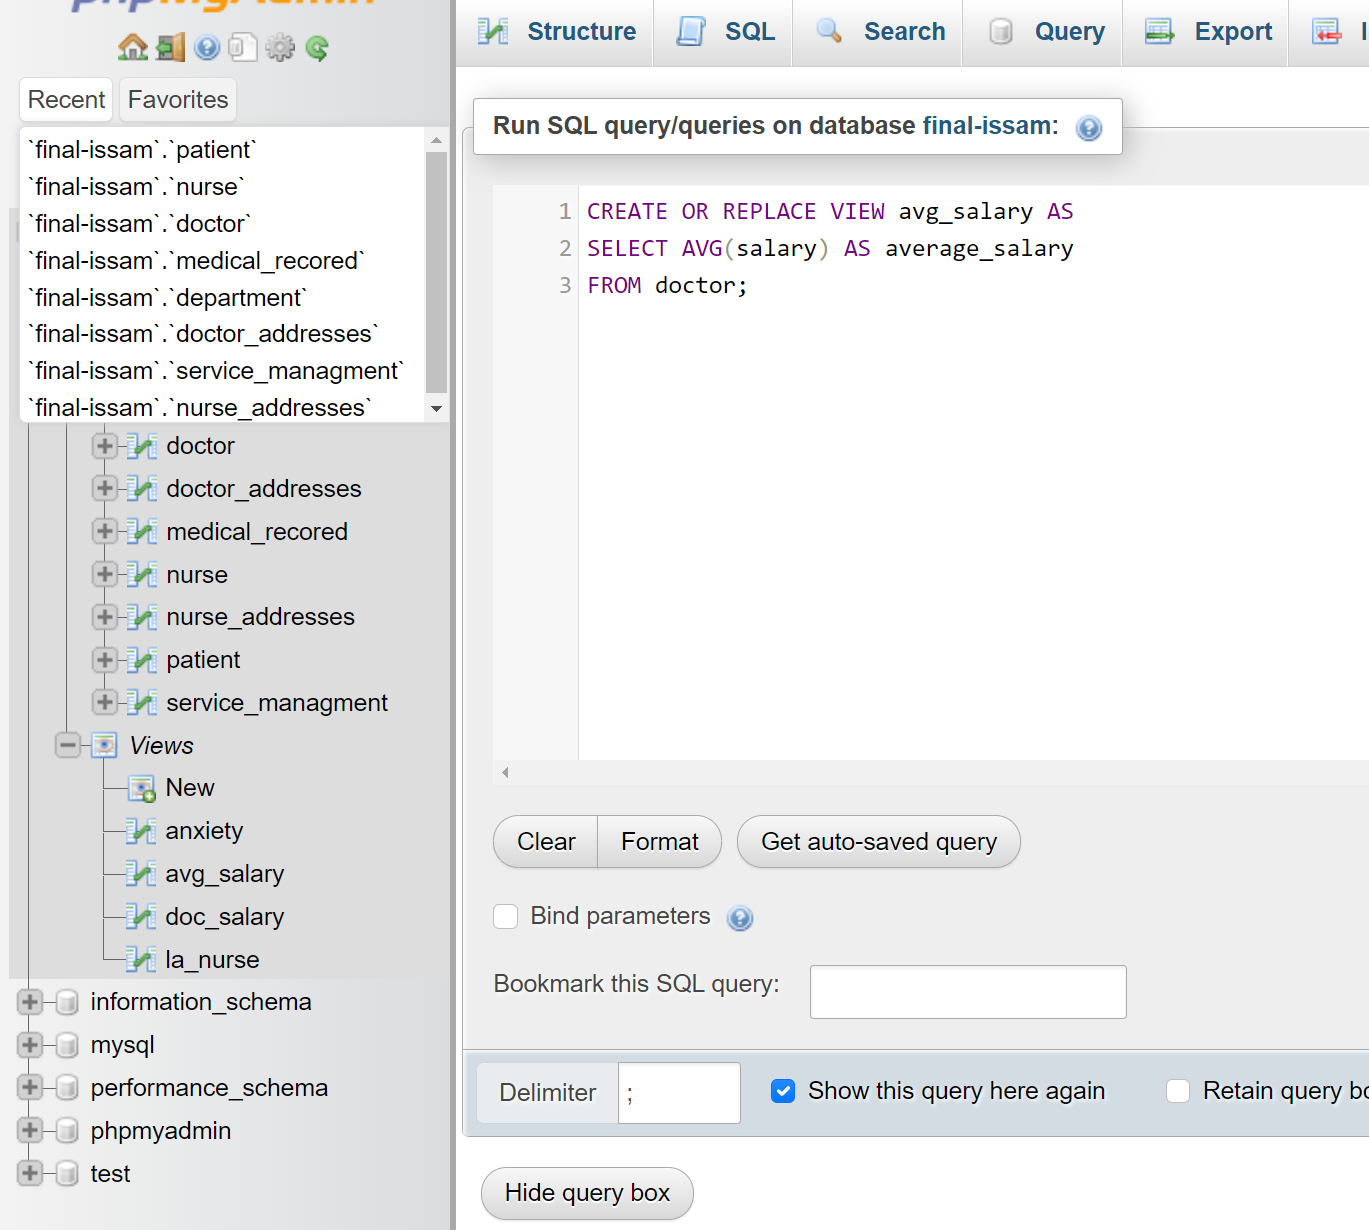 phpMyAdmin
Structure
SQL
Search
Query
Export
Recent
Favorites
`final-issam`.`patient`
`final-issam`.`nurse`
`final-issam`.`doctor`
`final-issam`.`medical_recored`
`final-issam`.`department`
`final-issam`.`doctor_addresses`
`final-issam`.`service_managment`
`final-issam`.`nurse_addresses`
doctor
doctor_addresses
medical_recored
nurse
nurse_addresses
patient
service_managment
Views
New
anxiety
avg_salary
doc_salary
la_nurse
information_schema
mysql
performance_schema
phpmyadmin
test
Run SQL query/queries on database final-issam:
1 CREATE OR REPLACE VIEW avg_salary AS
2 SELECT AVG(salary) AS average_salary
3 FROM doctor;
Clear
Format
Get auto-saved query
Bind parameters
Bookmark this SQL query:
Delimiter ;
Show this query here again
Retain query
Hide query box